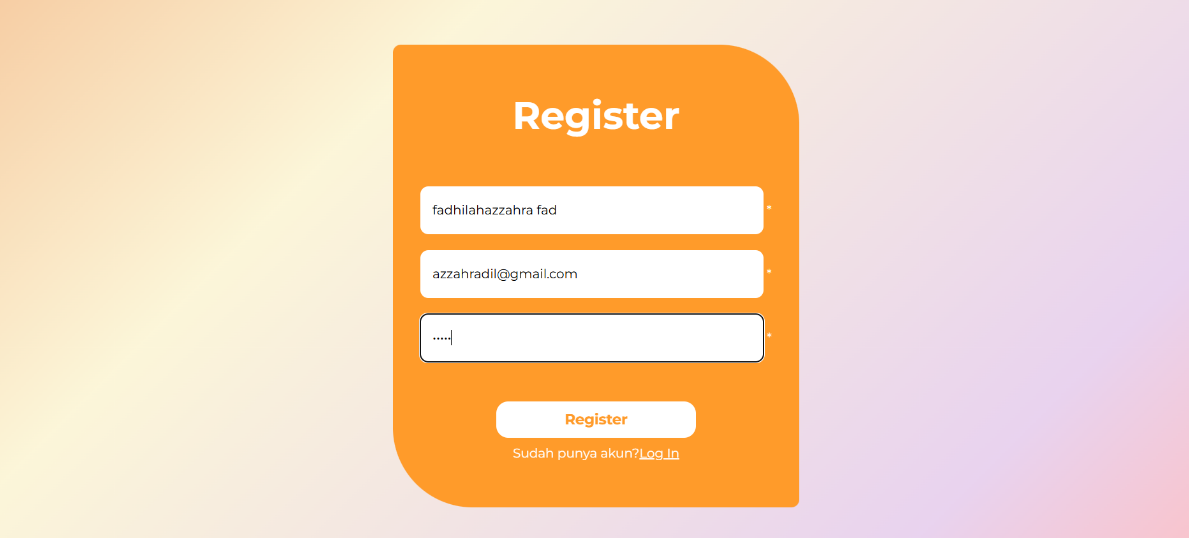 Register
fadhilahazzahra fad *
azzahradil@gmail.com *
••••• *
Register
Sudah punya akun?Log In